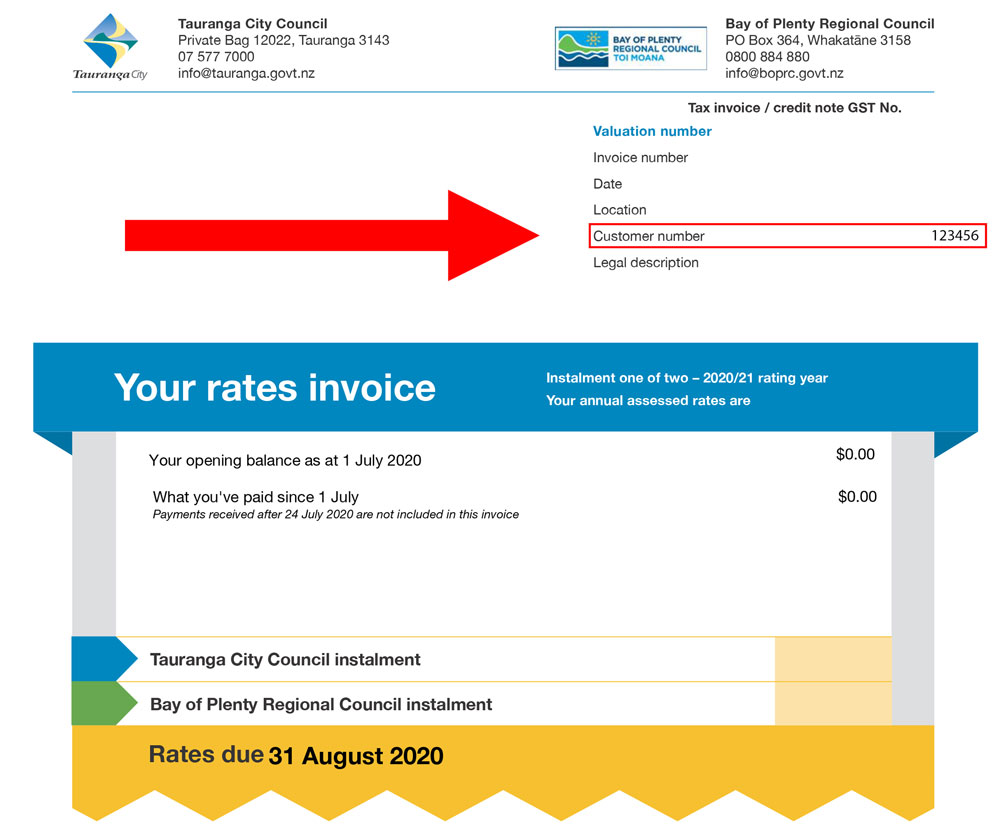 Tauranga City
Tauranga City Council
Private Bag 12022, Tauranga 3143
07 577 7000
info@tauranga.govt.nz
BAY OF PLENTY
REGIONAL COUNCIL
TOI MOANA
Bay of Plenty Regional Council
PO Box 364, Whakatāne 3158
0800 884 880
info@boprc.govt.nz
Tax invoice / credit note GST No.
Valuation number
Invoice number
Date
Location
Customer number 123456
Legal description
Your rates invoice
Instalment one of two – 2020/21 rating year
Your annual assessed rates are
Your opening balance as at 1 July 2020 $0.00
What you've paid since 1 July $0.00
Payments received after 24 July 2020 are not included in this invoice
Tauranga City Council instalment
Bay of Plenty Regional Council instalment
Rates due 31 August 2020